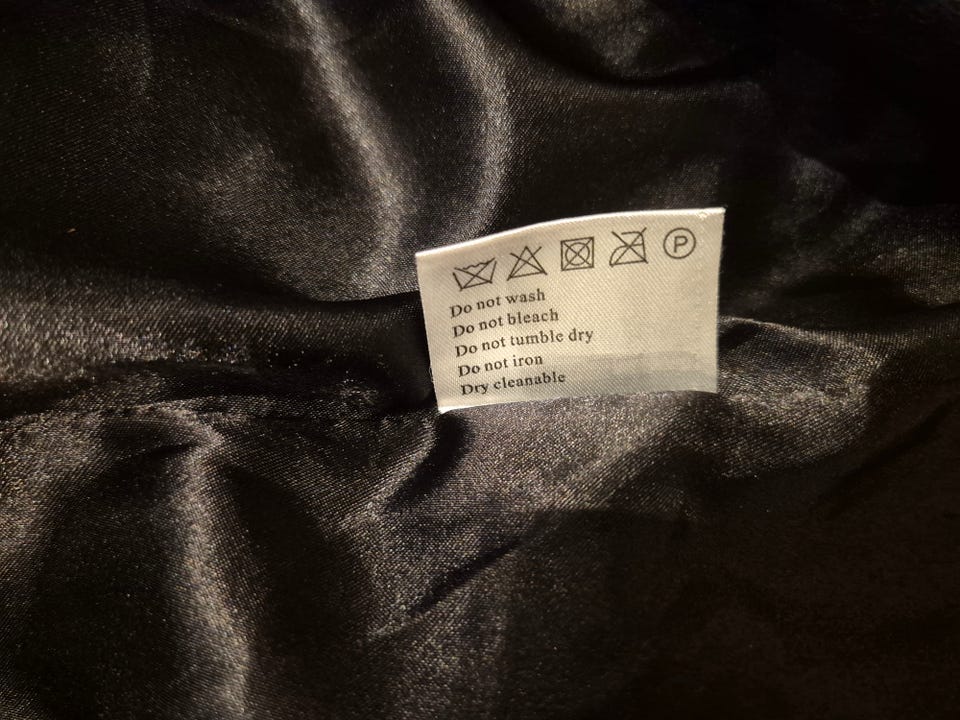 P
Do not wash
Do not bleach
Do not tumble dry
Do not iron
Dry cleanable